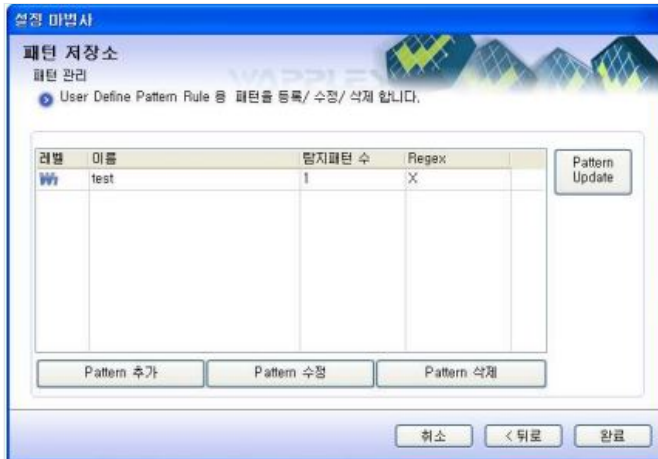 설정 마법사
패턴 저장소
패턴 관리
User Define Pattern Rule 용 패턴을 등록/ 수정/ 삭제 합니다.
레벨 이름 탐지패턴 수 Regex
test 1 X
Pattern Update
Pattern 추가 Pattern 수정 Pattern 삭제
취소 < 뒤로 완료